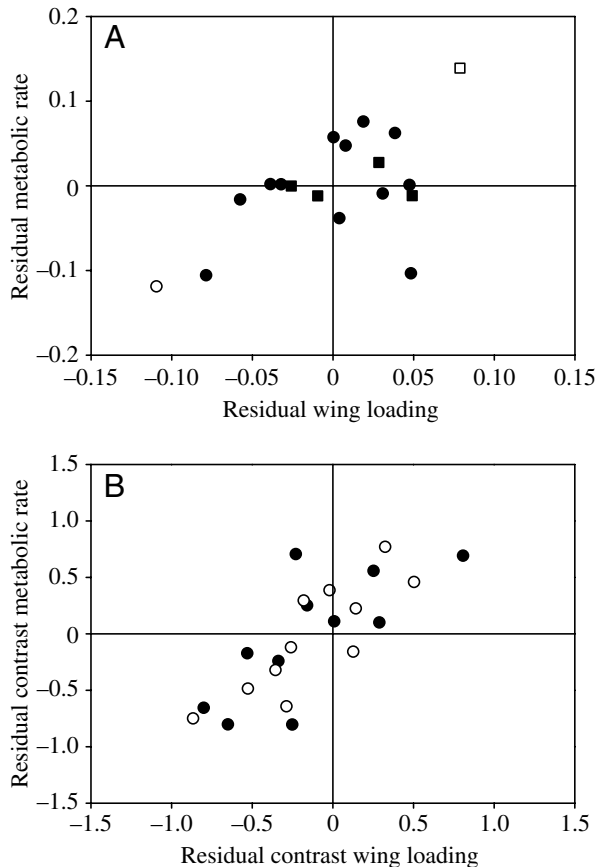 A
0.2
0.1
0
–0.1
–0.2
Residual metabolic rate
–0.15 –0.10 –0.05 0 0.05 0.10 0.15
Residual wing loading
B
1.5
1.0
0.5
0
–0.5
–1.0
–1.5
Residual contrast metabolic rate
–1.5 –1.0 –0.5 0 0.5 1.0 1.5
Residual contrast wing loading